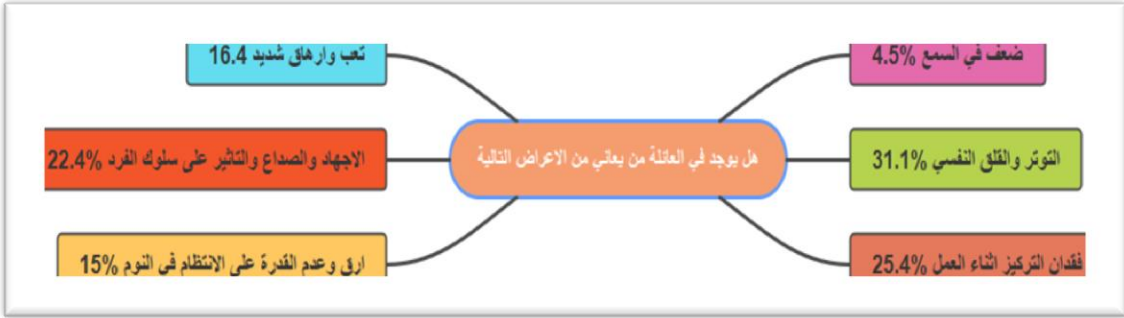 هل يوجد في العائلة من يعاني من الاعراض التالية
ضعف في السمع 4.5%
التوتر والقلق النفسي 31.1%
فقدان التركيز اثناء العمل 25.4%
تعب وارهاق شديد 16.4
الاجهاد والصداع والتاثير على سلوك الفرد 22.4%
ارق وعدم القدرة على الانتظام في النوم 15%